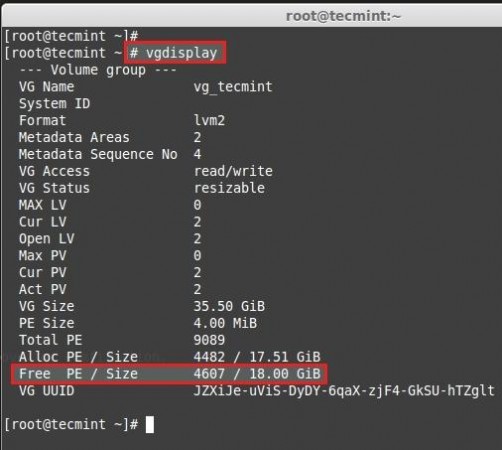 root@tecmint:~
[root@tecmint ~]#
[root@tecmint ~]# vgdisplay
--- Volume group ---
VG Name vg_tecmint
System ID
Format lvm2
Metadata Areas 2
Metadata Sequence No 4
VG Access read/write
VG Status resizable
MAX LV 0
Cur LV 2
Open LV 2
Max PV 0
Cur PV 2
Act PV 2
VG Size 35.50 GiB
PE Size 4.00 MiB
Total PE 9089
Alloc PE / Size 4482 / 17.51 GiB
Free PE / Size 4607 / 18.00 GiB
VG UUID JZXiJe-uViS-DyDY-6qaX-zjF4-GkSU-hTZglt
[root@tecmint ~]#